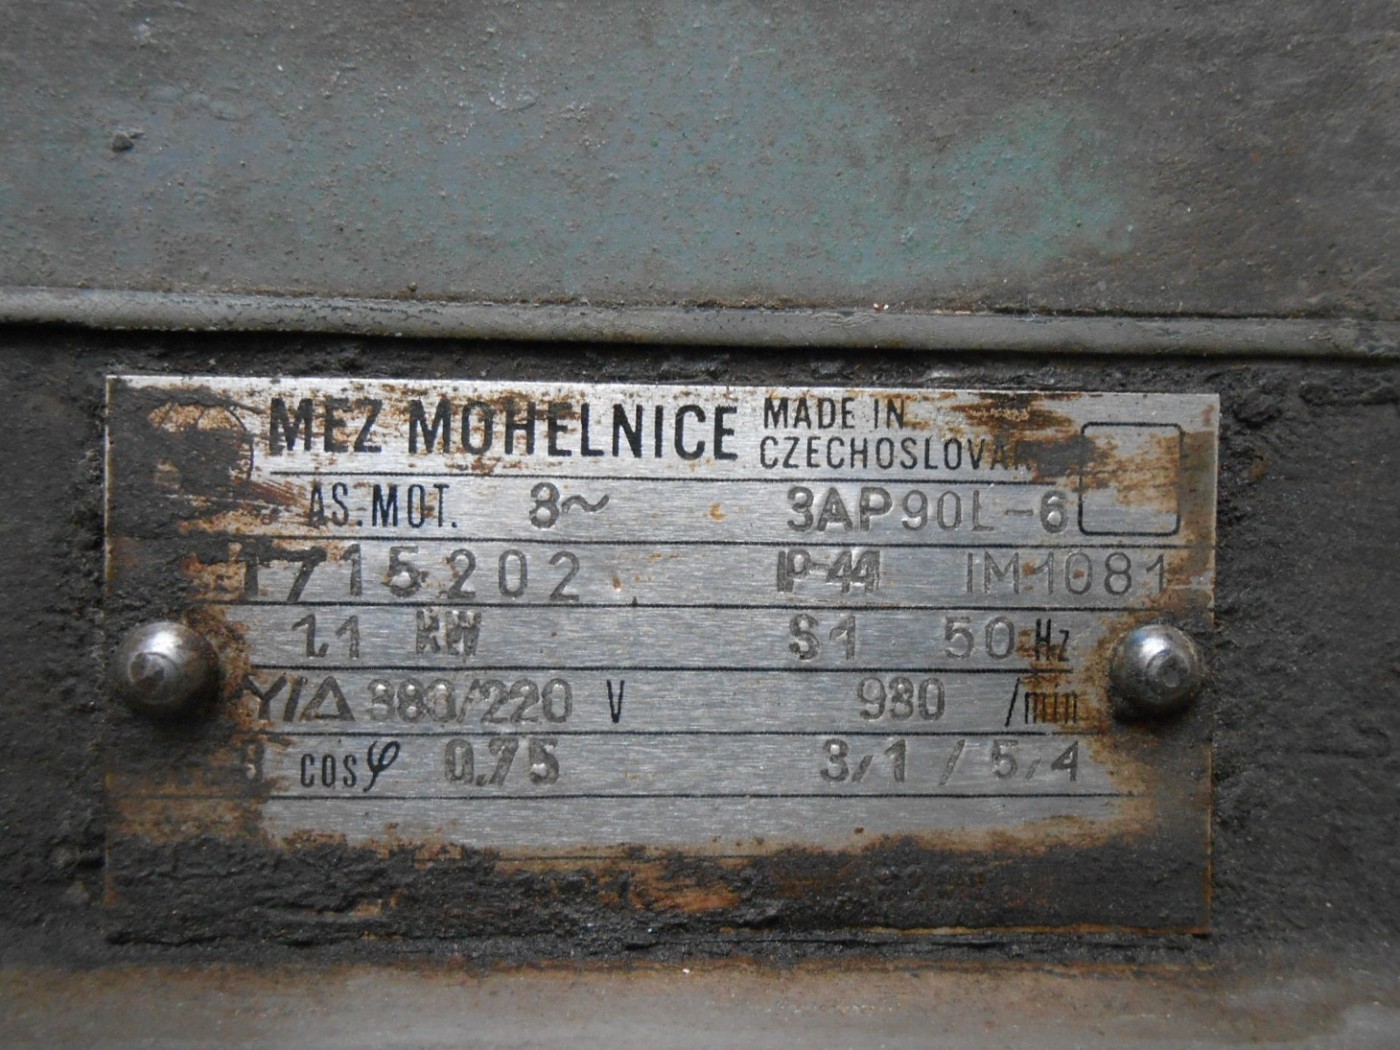 MEZ MOHELNICE
MADE IN
CZECHOSLOVAK
AS. MOT. 3~ 3AP90L-6
1715202 IP 44 IM1081
1,1 kW S1 50 Hz
Y/Δ 380/220 V 930 /min
cosφ 0,75 3,1 / 5,4